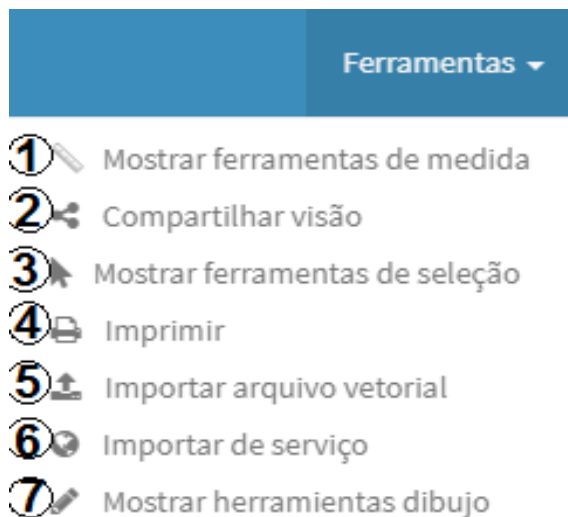 Ferramentas
1 Mostrar ferramentas de medida
2 Compartilhar visão
3 Mostrar ferramentas de seleção
4 Imprimir
5 Importar arquivo vetorial
6 Importar de serviço
7 Mostrar herramientas dibujo